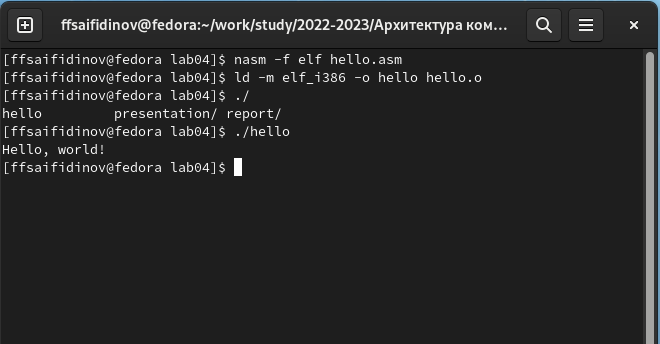 ffsaifidinov@fedora:~/work/study/2022-2023/Архитектура ком...
[ffsaifidinov@fedora lab04]$ nasm -f elf hello.asm
[ffsaifidinov@fedora lab04]$ ld -m elf_i386 -o hello hello.o
[ffsaifidinov@fedora lab04]$ ./
hello         presentation/ report/
[ffsaifidinov@fedora lab04]$ ./hello
Hello, world!
[ffsaifidinov@fedora lab04]$